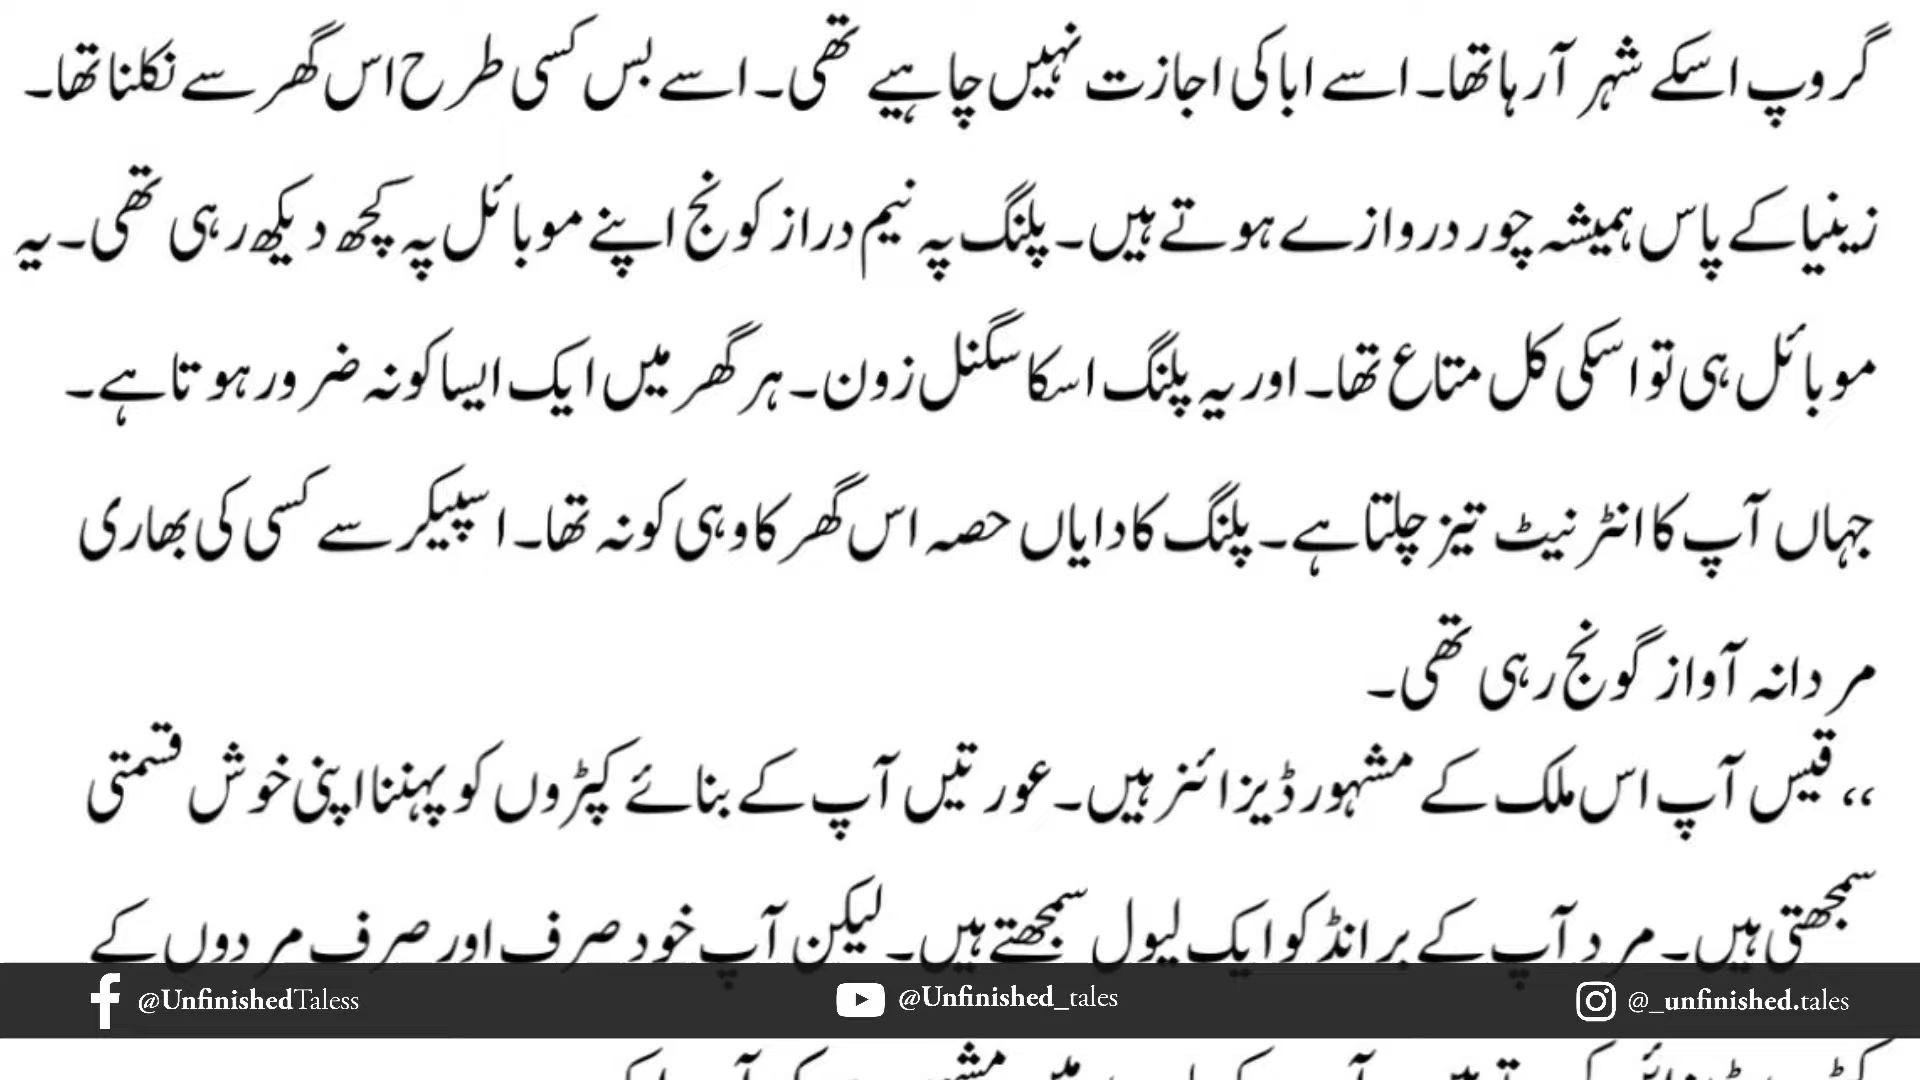 گروپ اسکے شہر آرہا تھا۔ اسے ابا کی اجازت نہیں چاہیے تھی۔ اسے بس کسی طرح اس گھر سے نکلنا تھا۔
زینیا کے پاس ہمیشہ چور دروازے ہوتے ہیں۔ پلنگ پہ نیم دراز کونج اپنے موبائل پہ کچھ دیکھ رہی تھی۔ یہ
موبائل ہی تو اسکی کل متاع تھا۔ اور یہ پلنگ اسکا سگنل زون۔ ہر گھر میں ایک ایسا کونہ ضرور ہوتا ہے۔
جہاں آپ کا انٹرنیٹ تیز چلتا ہے۔ پلنگ کا دایاں حصہ اس گھر کا وہی کونہ تھا۔ اسپیکر سے کسی کی بھاری
مردانہ آواز گونج رہی تھی۔
،،قیس آپ اس ملک کے مشہور ڈیزائنر ہیں۔ عورتیں آپ کے بنائے کپڑوں کو پہننا اپنی خوش قسمتی
سمجھتی ہیں۔ مرد آپ کے برانڈ کو ایک لیول سمجھتے ہیں۔ لیکن آپ خود صرف اور صرف مردوں کے
@UnfinishedTaless @Unfinished_tales @_unfinished.tales